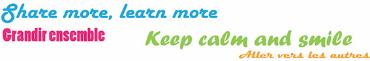 Share more, learn more
Grandir ensemble
Keep calm and smile
Aller vers les autres